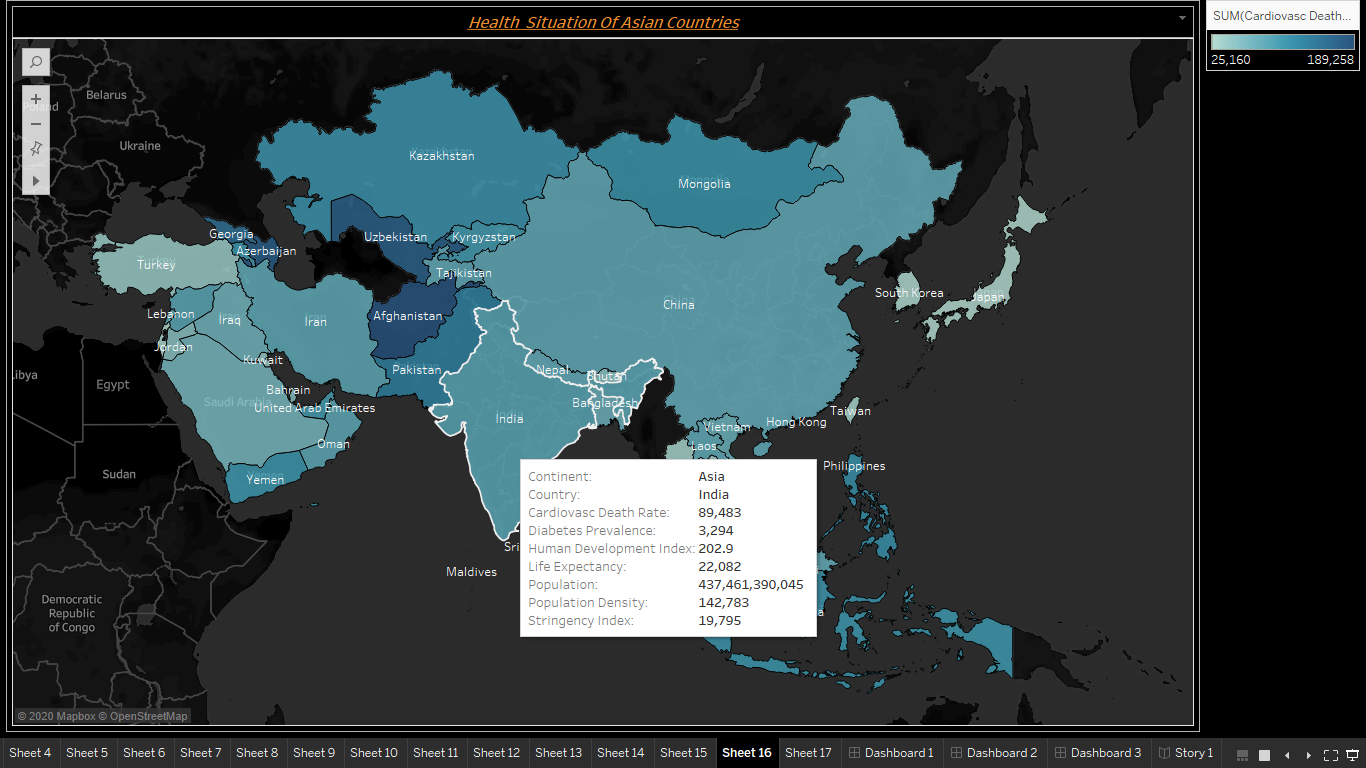 Health Situation Of Asian Countries
SUM(Cardiovasc Death...
25,160 189,258
Belarus
Poland
Ukraine
Kazakhstan
Mongolia
Georgia
Uzbekistan
Kyrgyzstan
Azerbaijan
Turkey
Tajikistan
South Korea
Japan
China
Lebanon
Iraq
Iran
Afghanistan
Jordan
Kuwait
Pakistan
Nepal
Bhutan
ibya
Egypt
Bahrain
Saudi Arabia
United Arab Emirates
Bangladesh
India
Taiwan
Hong Kong
Vietnam
Oman
Laos
Philippines
Sudan
Yemen
Sri
Maldives
Continent: Asia
Country: India
Cardiovasc Death Rate: 89,483
Diabetes Prevalence: 3,294
Human Development Index: 202.9
Life Expectancy: 22,082
Population: 437,461,390,045
Population Density: 142,783
Stringency Index: 19,795
a
Democratic
Republic
of Congo
© 2020 Mapbox © OpenStreetMap
Sheet 4 Sheet 5 Sheet 6 Sheet 7 Sheet 8 Sheet 9 Sheet 10 Sheet 11 Sheet 12 Sheet 13 Sheet 14 Sheet 15 Sheet 16 Sheet 17 Dashboard 1 Dashboard 2 Dashboard 3 Story 1